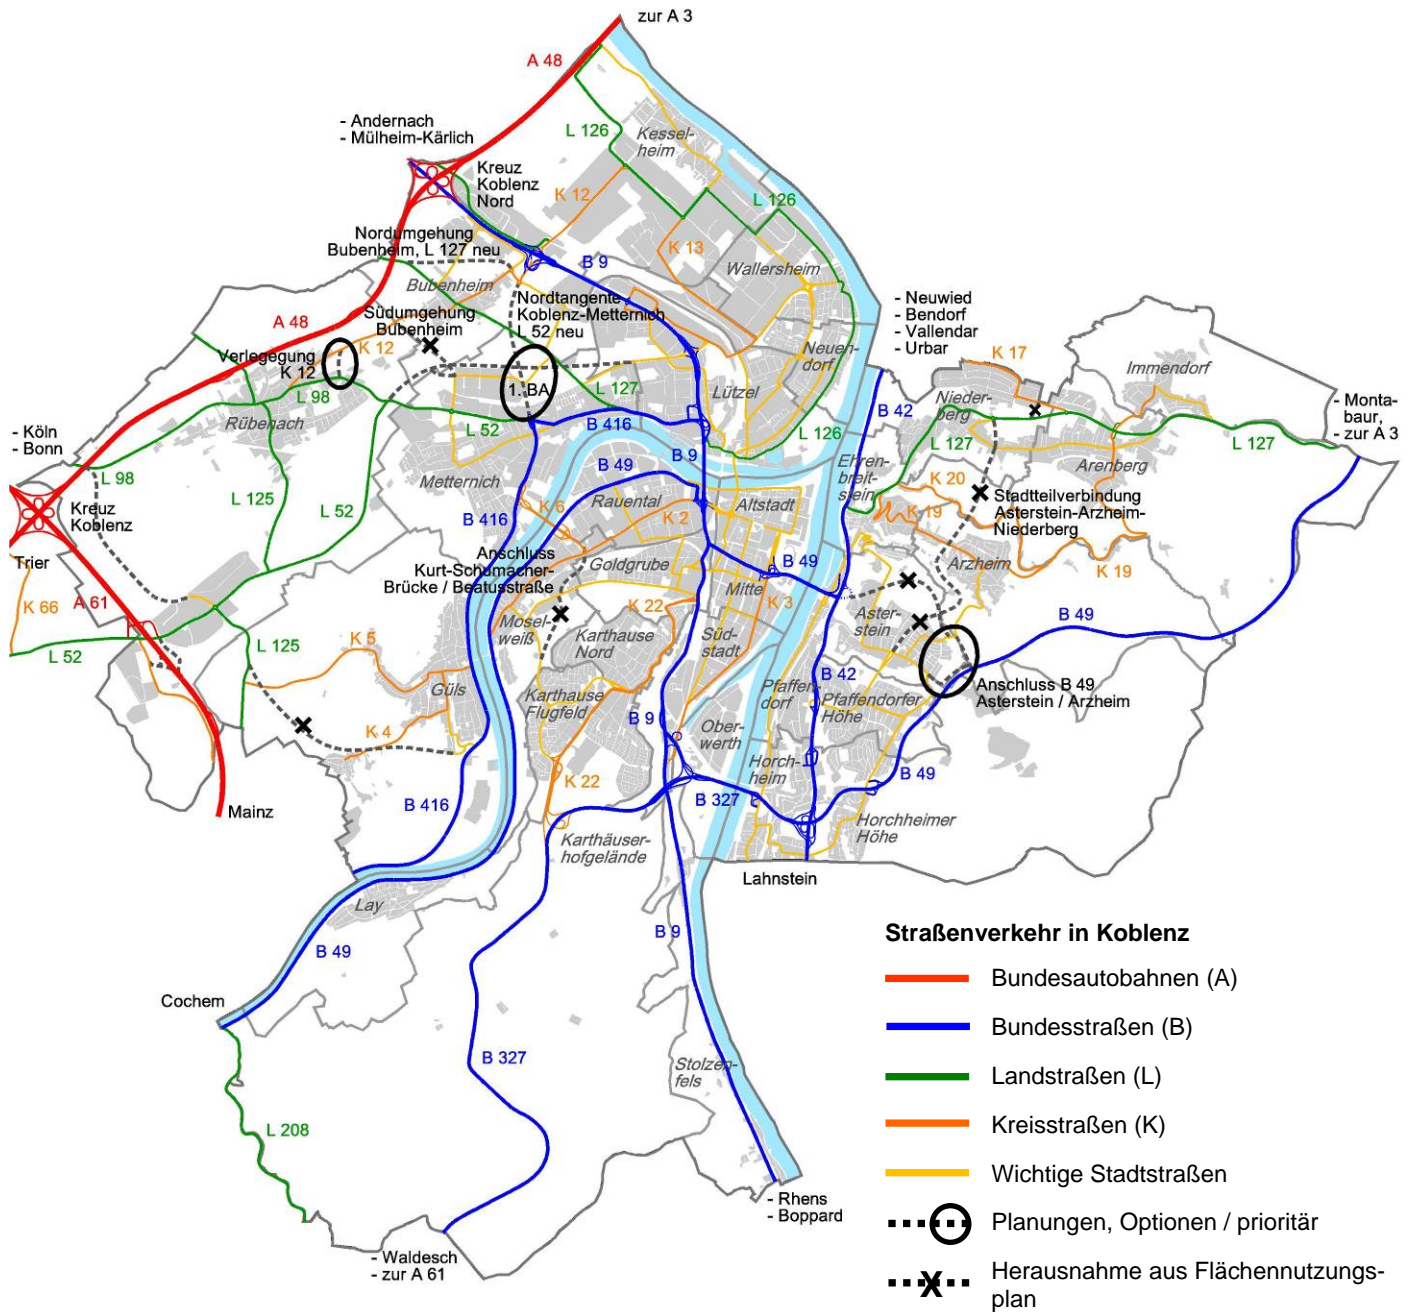 zur A 3
A 48
- Andernach
- Mülheim-Kärlich
L 126
Kessel-
heim
Kreuz
Koblenz
Nord
K 12
L 126
Nordumgehung
Bubenheim, L 127 neu
B 9
K 13
Wallersheim
Bubenheim
Nordtangente
Koblenz-Metternich
L 52 neu
- Neuwied
- Bendorf
- Vallendar
- Urbar
Südumgehung
Bubenheim
A 48
K 12
Verlegegung
K 12
Neuen-
dorf
K 17
Immendorf
L 98
1. BA
L 127
Lützel
B 42
Nieder-
berg
- Monta-
baur,
- zur A 3
Rübenach
L 52
B 416
L 126
L 127
L 127
- Köln
- Bonn
L 98
B 9
B 49
Ehren-
breit-
stein
Arenberg
K 20
Metternich
L 125
L 52
Rauental
Altstadt
K 6
K 2
K 19
Stadtteilverbindung
Asterstein-Arzheim-
Niederberg
Kreuz
Koblenz
B 416
Trier
Anschluss
Kurt-Schumacher-
Brücke / Beatusstraße
Goldgrube
B 49
Arzheim
K 19
K 66
A 61
Mitte
K 3
K 22
Mosel-
weiß
Aster-
stein
B 49
L 52
L 125
K 5
Karthause
Nord
Süd-
stadt
Güls
Karthause
Flugfeld
Pfaffen-
dorf
B 42
Pfaffendorfer
Höhe
Anschluss B 49
Asterstein / Arzheim
K 4
B 9
Ober-
werth
Horch-
heim
K 22
B 49
B 416
B 327
Mainz
Karthäuser-
hofgelände
Horchheimer
Höhe
Lahnstein
Lay
B 49
B 9
Cochem
B 327
Stolzen-
fels
L 208
- Rhens
- Boppard
- Waldesch
- zur A 61
Straßenverkehr in Koblenz
Bundesautobahnen (A)
Bundesstraßen (B)
Landstraßen (L)
Kreisstraßen (K)
Wichtige Stadtstraßen
Planungen, Optionen / prioritär
Herausnahme aus Flächennutzungs-
plan